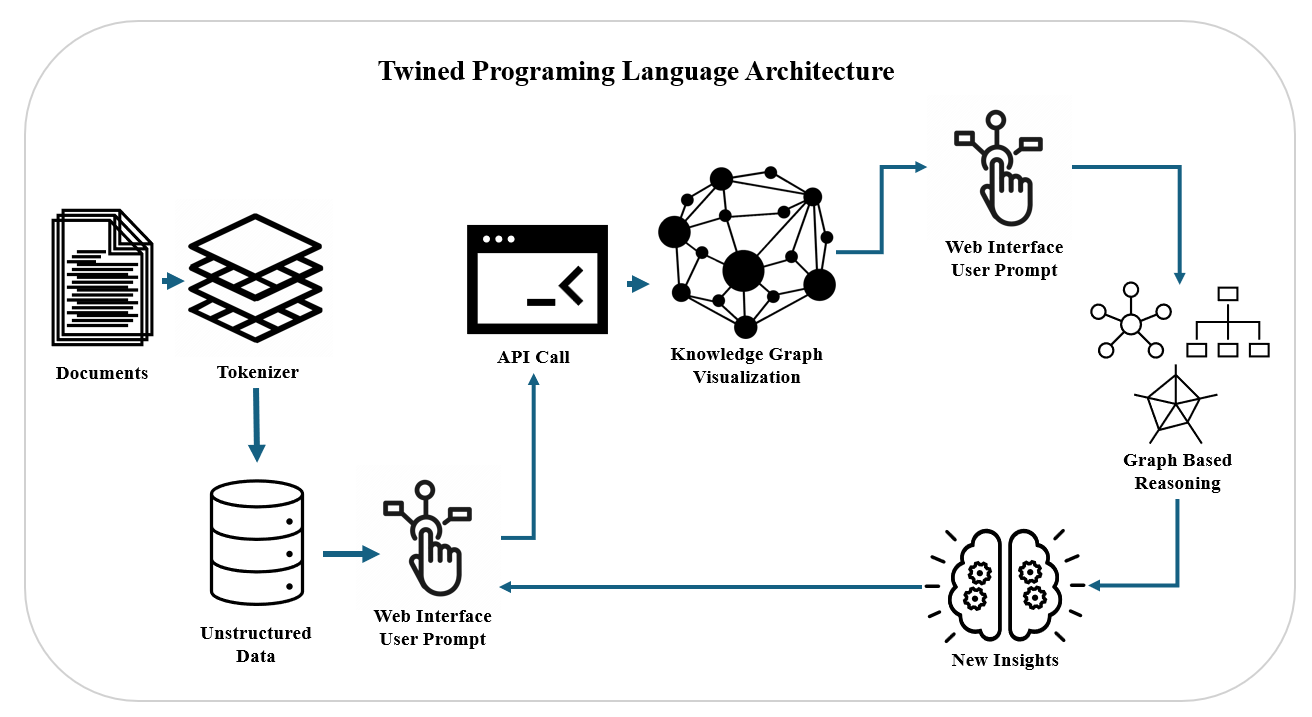 Twined Programing Language Architecture
Documents
Tokenizer
Unstructured
Data
Web Interface
User Prompt
API Call
Knowledge Graph
Visualization
Web Interface
User Prompt
Graph Based
Reasoning
New Insights